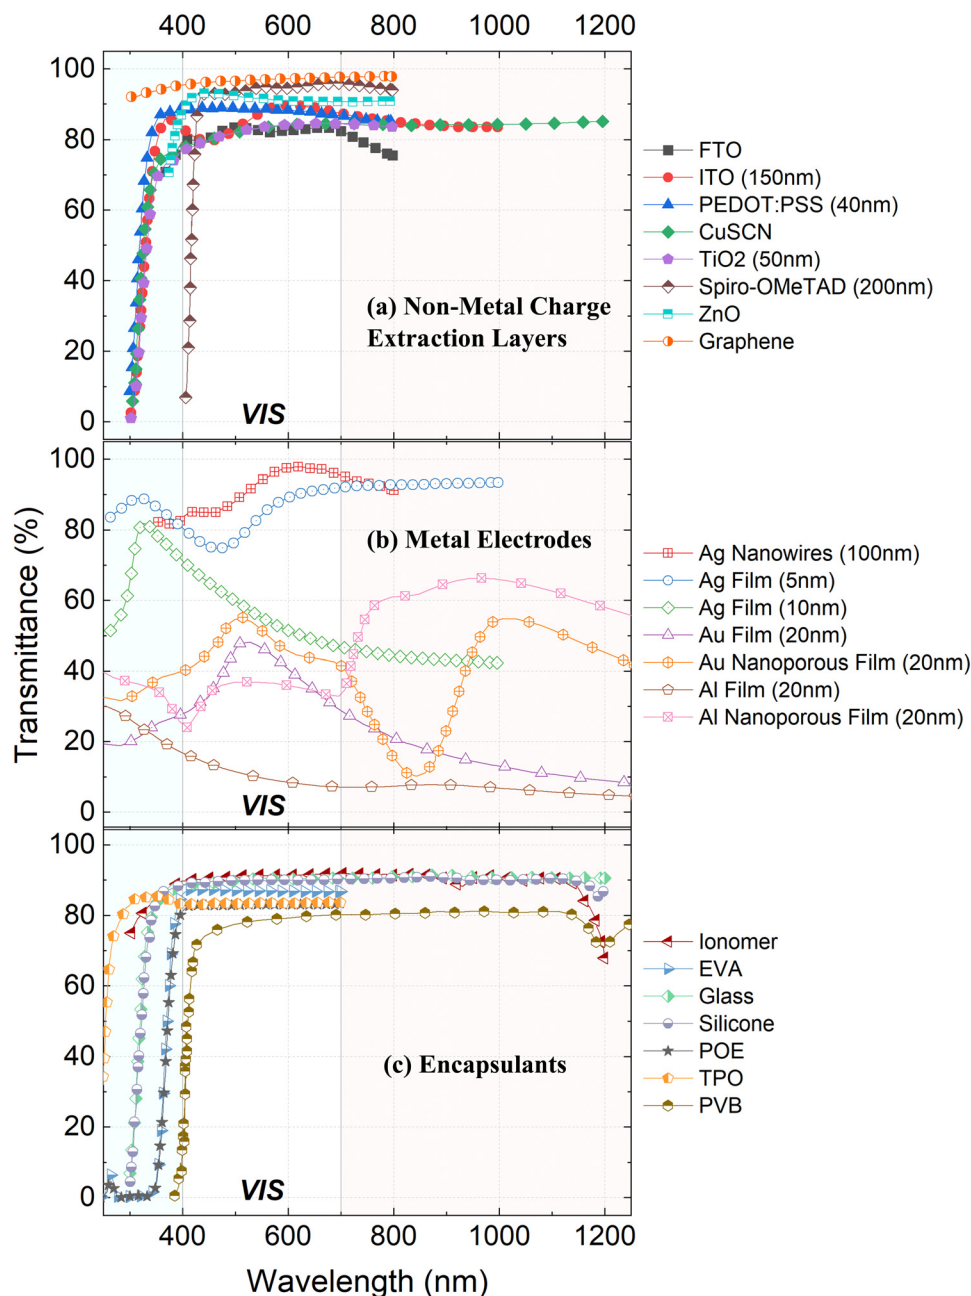 400 600 800 1000 1200
100
80
60
40
20
0
(a) Non-Metal Charge
Extraction Layers
VIS
FTO
ITO (150nm)
PEDOT:PSS (40nm)
CuSCN
TiO2 (50nm)
Spiro-OMeTAD (200nm)
ZnO
Graphene
Transmittance (%)
100
80
60
40
20
0
(b) Metal Electrodes
VIS
Ag Nanowires (100nm)
Ag Film (5nm)
Ag Film (10nm)
Au Film (20nm)
Au Nanoporous Film (20nm)
Al Film (20nm)
Al Nanoporous Film (20nm)
100
80
60
40
20
0
(c) Encapsulants
VIS
Ionomer
EVA
Glass
Silicone
POE
TPO
PVB
400 600 800 1000 1200
Wavelength (nm)